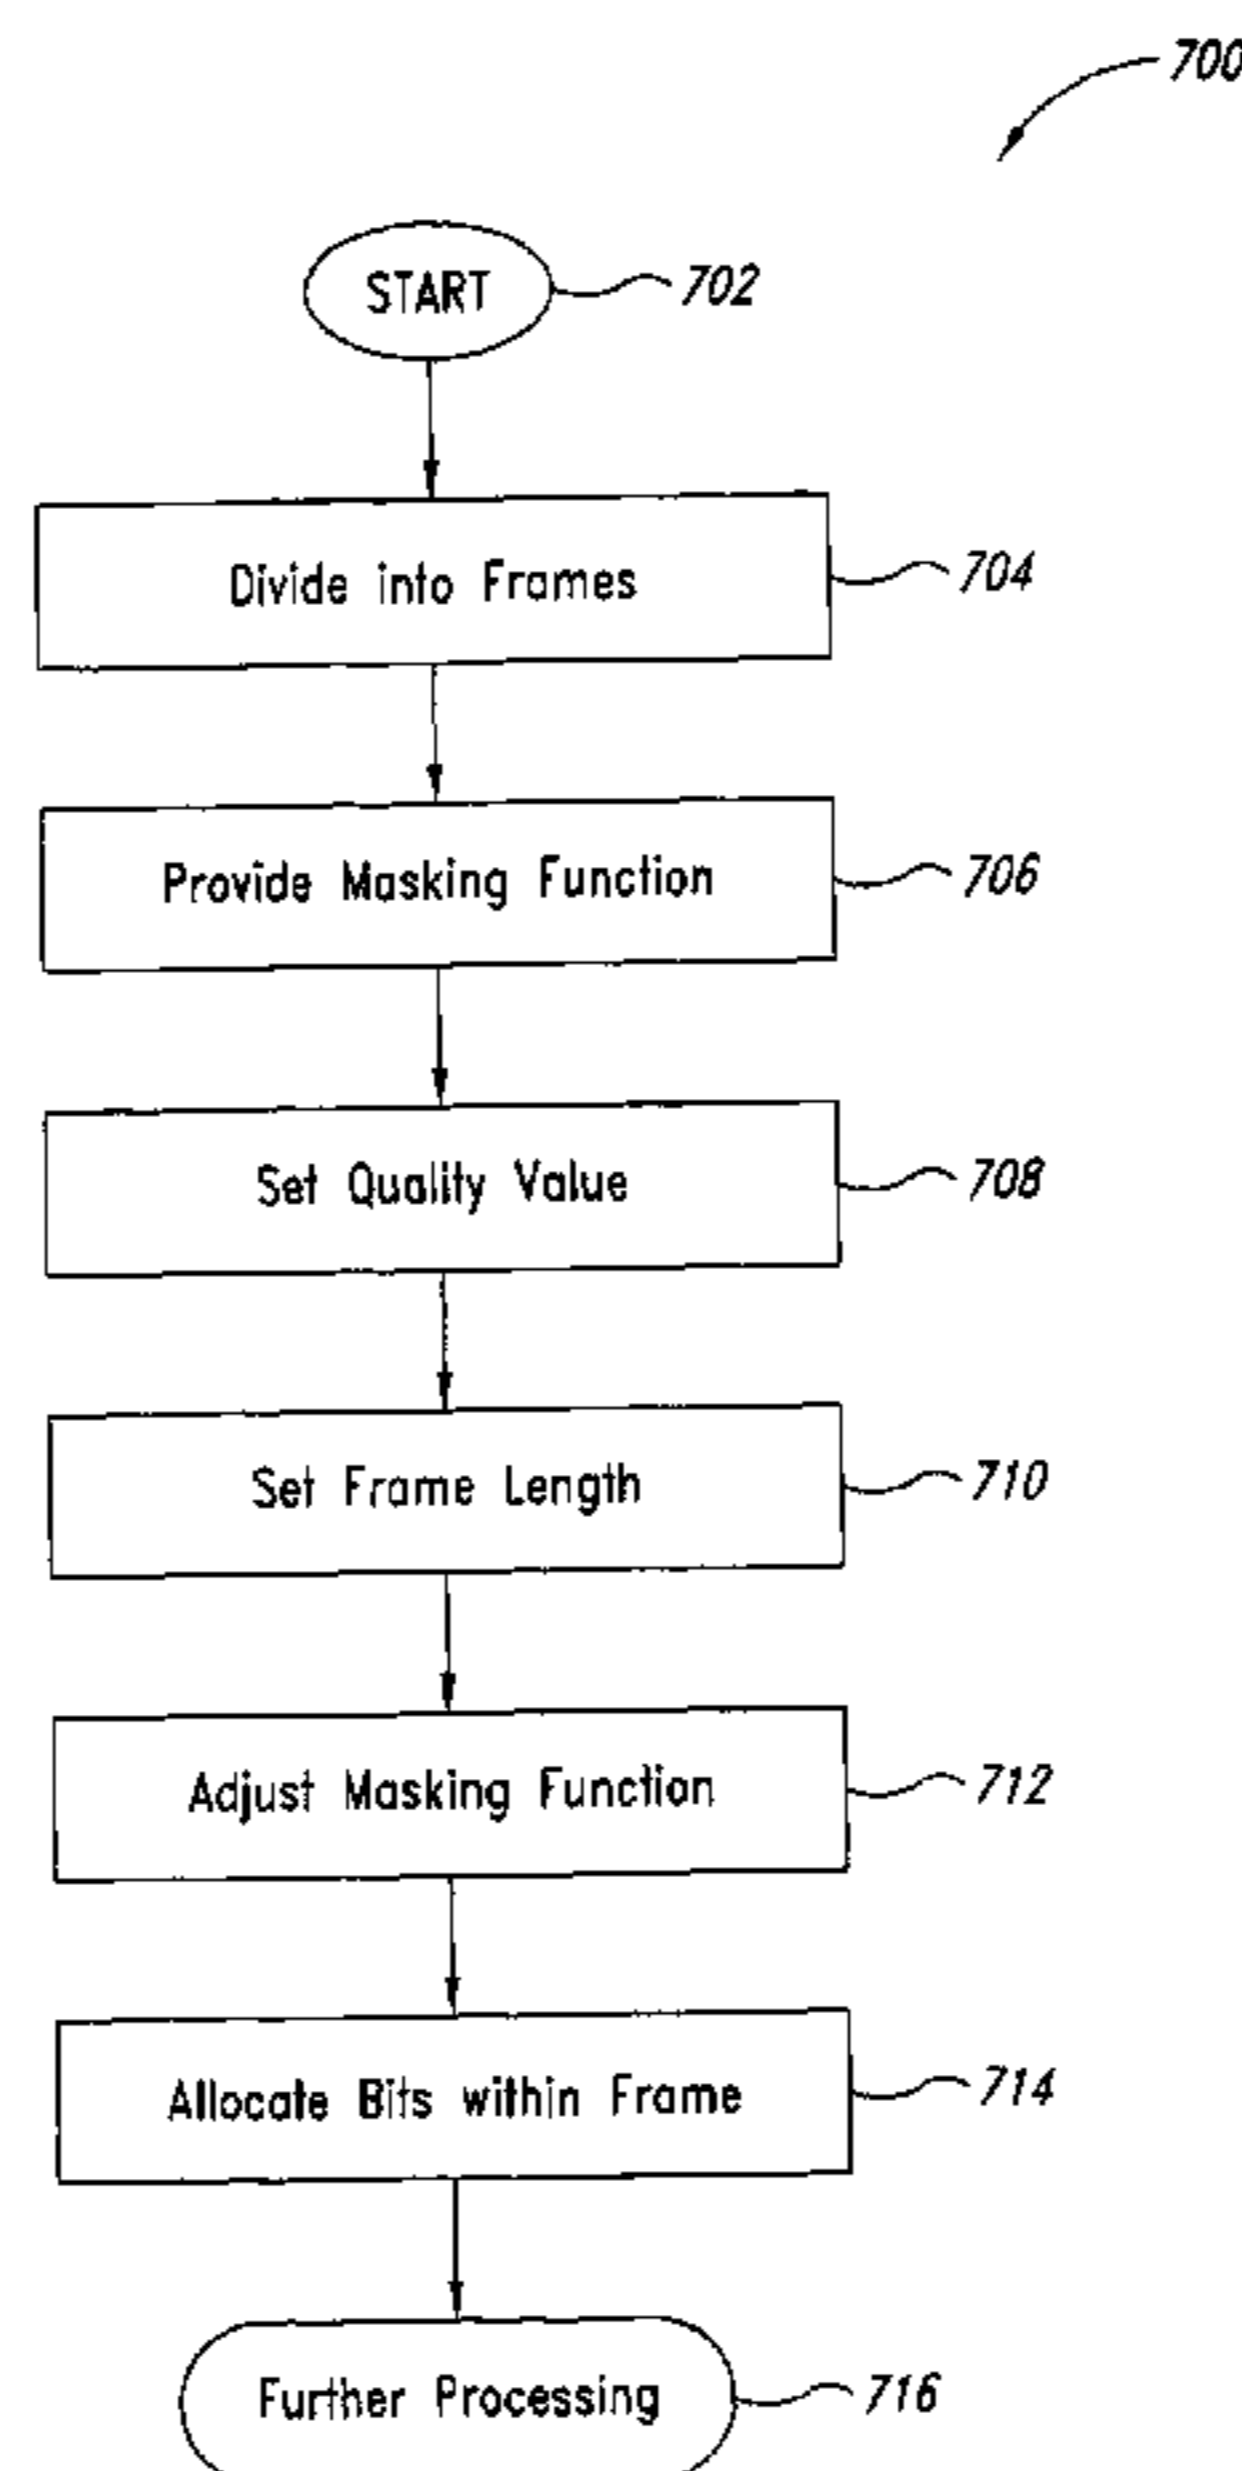 700
START
702
Divide into Frames
704
Provide Masking Function
706
Set Quality Value
708
Set Frame Length
710
Adjust Masking Function
712
Allocate Bits within Frame
714
Further Processing
716